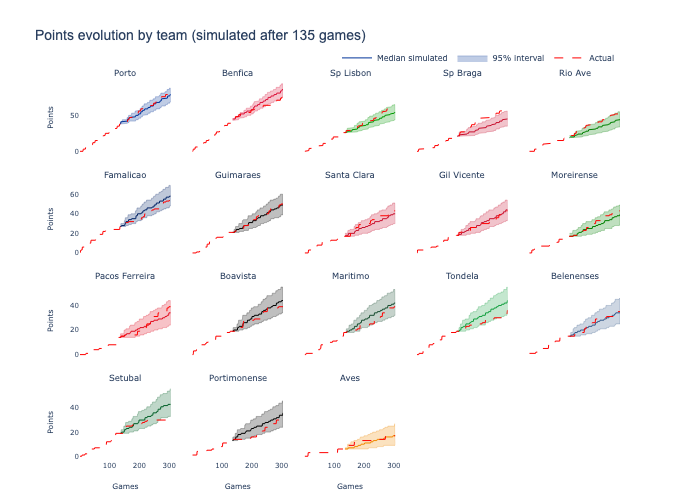 Points evolution by team (simulated after 135 games)
Median simulated 95% interval Actual
Porto Benfica Sp Lisbon Sp Braga Rio Ave
Points
50
0
Famalicao Guimaraes Santa Clara Gil Vicente Moreirense
Points
60
40
20
0
Pacos Ferreira Boavista Maritimo Tondela Belenenses
Points
40
20
0
Setubal Portimonense Aves
Points
40
20
0
100 200 300 100 200 300 100 200 300
Games Games Games